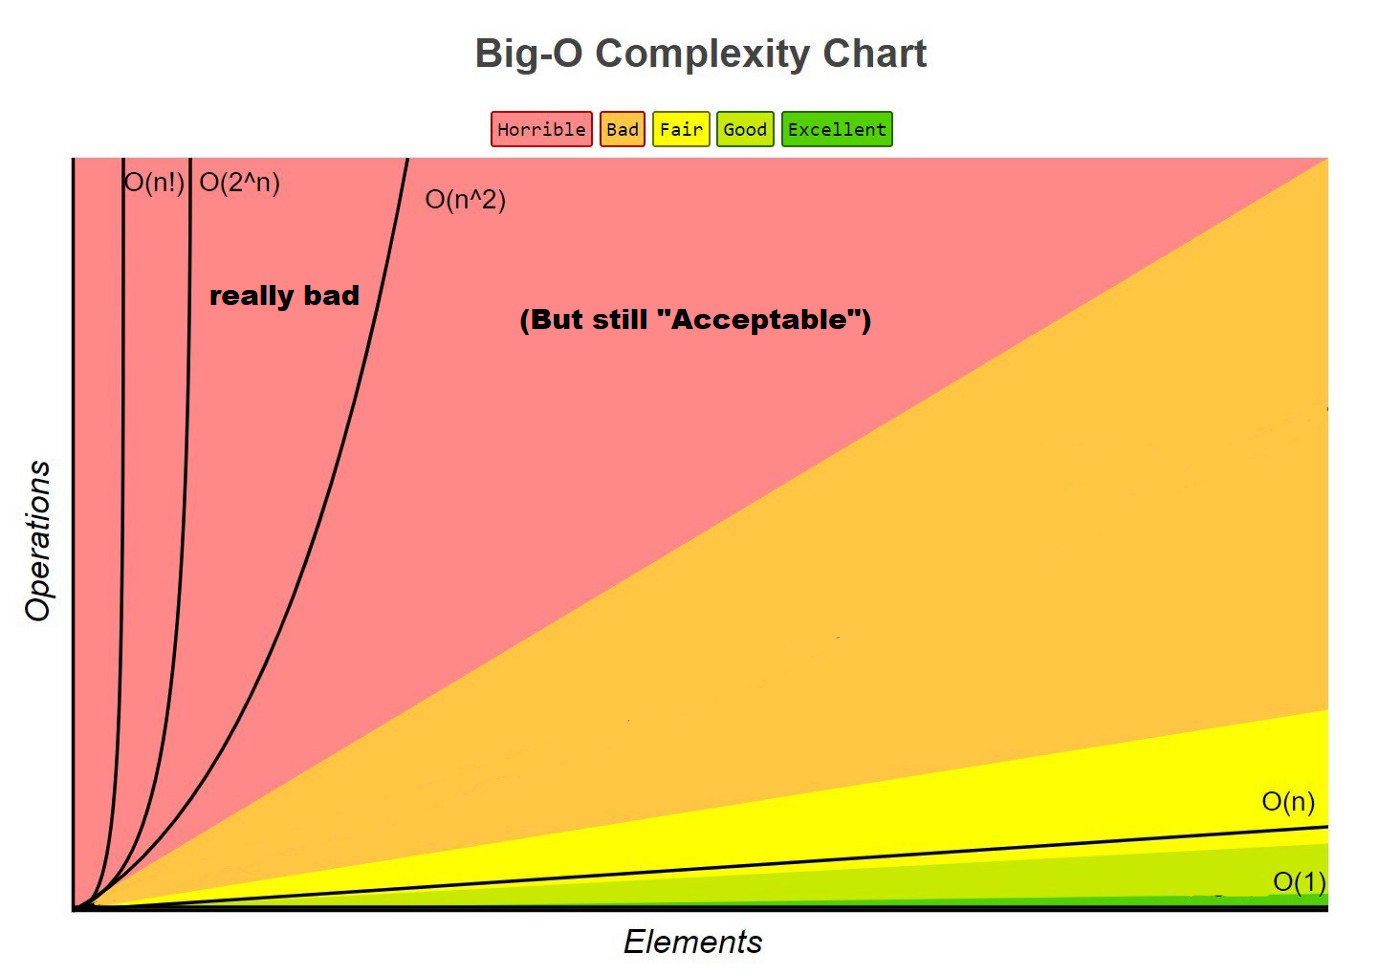 Big-O Complexity Chart
Horrible Bad Fair Good Excellent
O(n!) O(2^n)
O(n^2)
really bad
(But still "Acceptable")
Operations
O(n)
O(1)
Elements